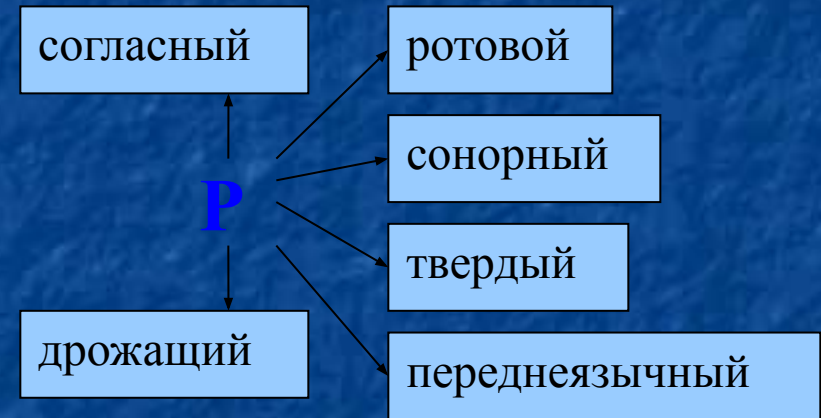 согласный
ротовой
сонорный
Р
твердый
дрожащий
переднеязычный